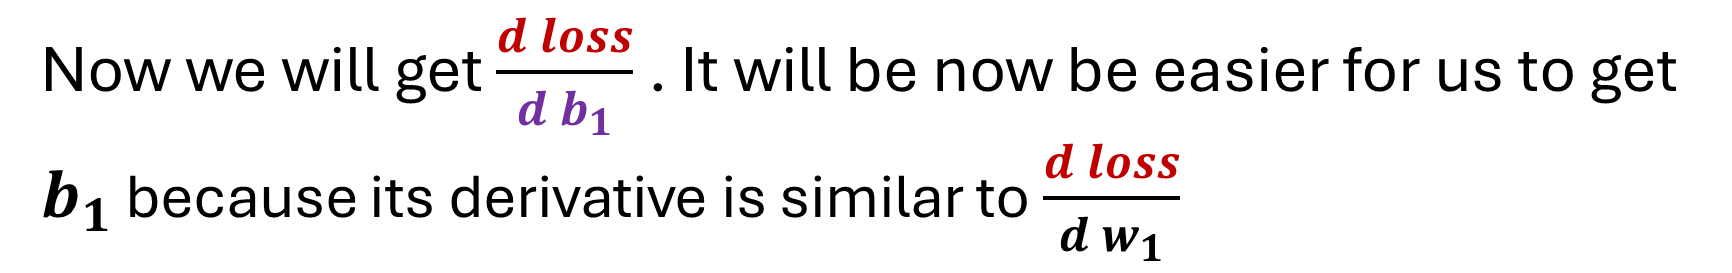 Now we will get d loss / d b₁ . It will be now be easier for us to get
b₁ because its derivative is similar to d loss / d w₁